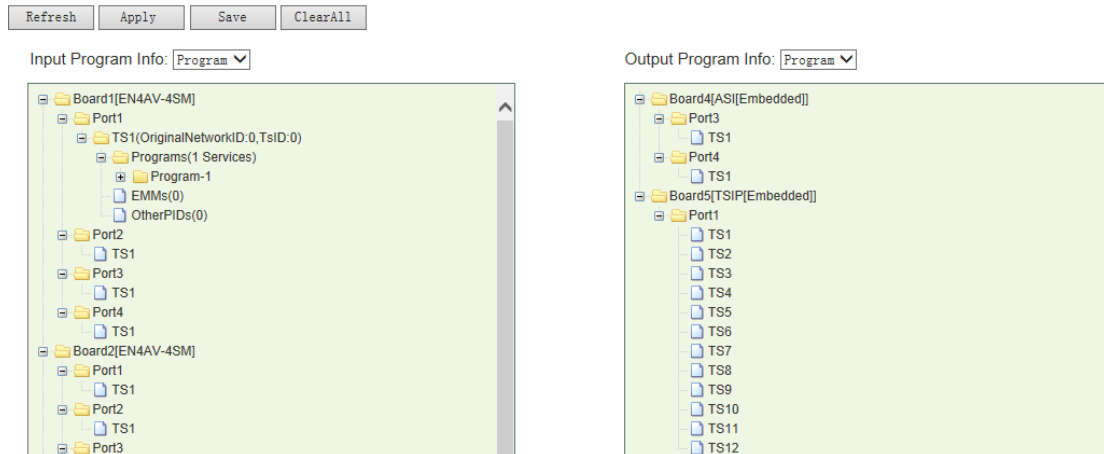 Refresh Apply Save ClearAll
Input Program Info: Program
Board1[EN4AV-4SM]
Port1
TS1(OriginalNetworkID:0,TsID:0)
Programs(1 Services)
Program-1
EMMs(0)
OtherPIDs(0)
Port2
TS1
Port3
TS1
Port4
TS1
Board2[EN4AV-4SM]
Port1
TS1
Port2
TS1
Port3
Output Program Info: Program
Board4[ASI[Embedded]]
Port3
TS1
Port4
TS1
Board5[TSIP[Embedded]]
Port1
TS1
TS2
TS3
TS4
TS5
TS6
TS7
TS8
TS9
TS10
TS11
TS12